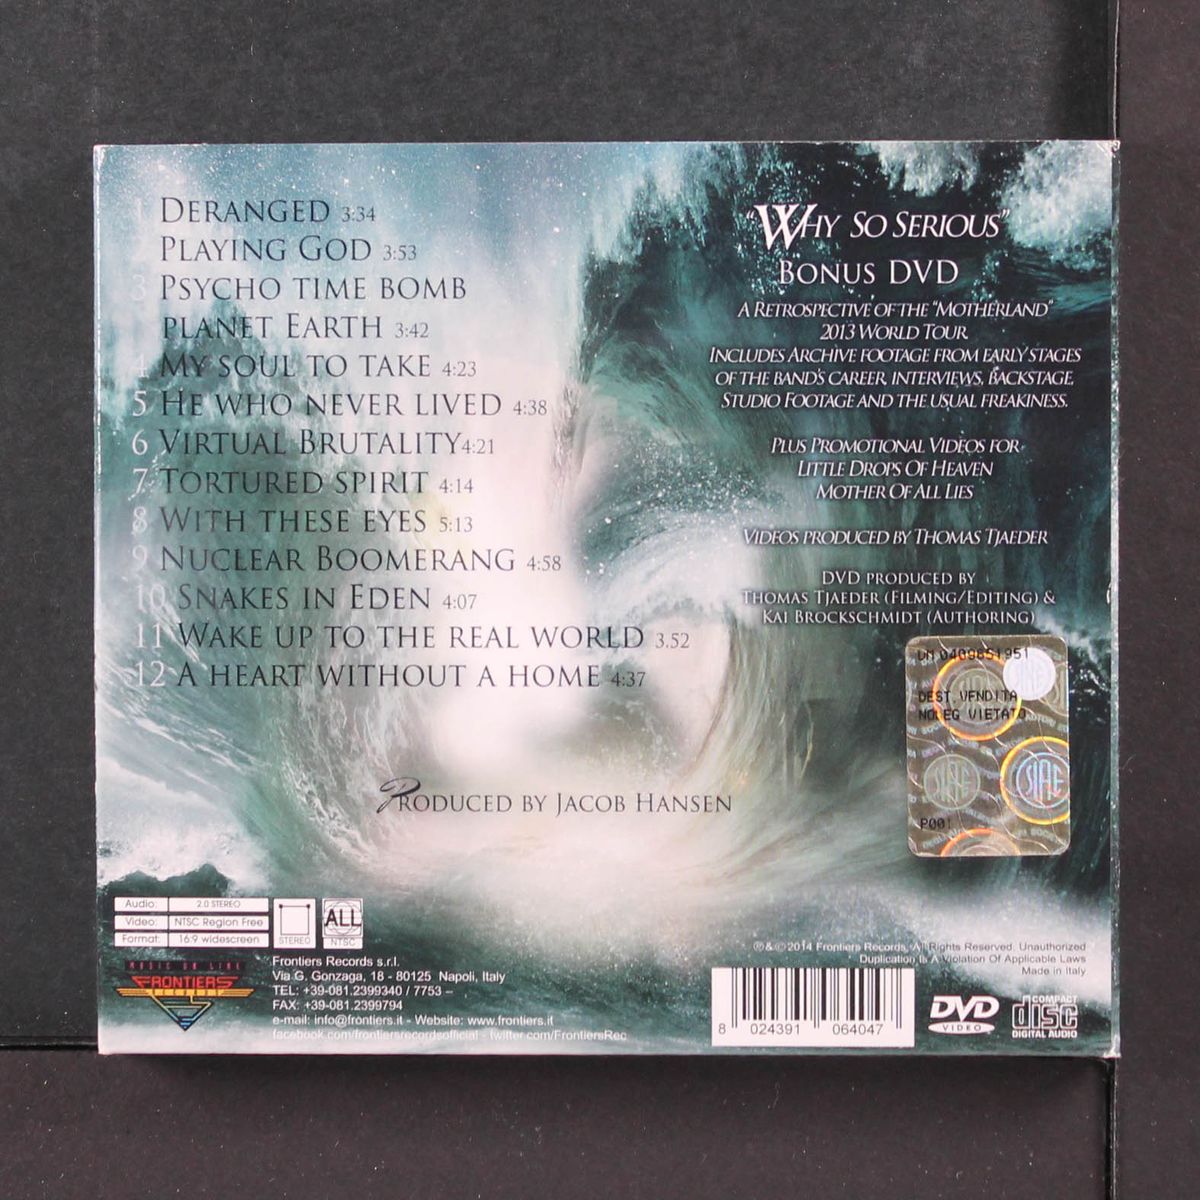 1 DERANGED 3:34
2 PLAYING GOD 3:53
3 PSYCHO TIME BOMB
PLANET EARTH 3:42
4 MY SOUL TO TAKE 4:23
5 HE WHO NEVER LIVED 4:38
6 VIRTUAL BRUTALITY 4:21
7 TORTURED SPIRIT 4:14
8 WITH THESE EYES 5:13
9 NUCLEAR BOOMERANG 4:58
10 SNAKES IN EDEN 4:07
11 WAKE UP TO THE REAL WORLD 3.52
12 A HEART WITHOUT A HOME 4:37
PRODUCED BY JACOB HANSEN
"WHY SO SERIOUS"
BONUS DVD
A RETROSPECTIVE OF THE "MOTHERLAND"
2013 WORLD TOUR
INCLUDES ARCHIVE FOOTAGE FROM EARLY STAGES
OF THE BAND'S CAREER, INTERVIEWS, BACKSTAGE,
STUDIO FOOTAGE AND THE USUAL FREAKINESS.
PLUS PROMOTIONAL VIDEOS FOR
LITTLE DROPS OF HEAVEN
MOTHER OF ALL LIES
VIDEOS PRODUCED BY THOMAS TJAEDER
DVD PRODUCED BY
THOMAS TJAEDER (FILMING/EDITING) &
KAI BROCKSCHMIDT (AUTHORING)
DEST.VENDITA
NOLEG VIETATO
SIAE
P001
Audio: 2.0 STEREO
Video: NTSC Region Free
Format: 16:9 widescreen
STEREO
ALL
NTSC
MUSIC ON LINE
FRONTIERS
RECORDS
Frontiers Records s.r.l.
Via G. Gonzaga, 18 - 80125 Napoli, Italy
TEL: +39-081.2399340 / 7753 –
FAX: +39-081.2399794
e-mail: info@frontiers.it - Website: www.frontiers.it
facebook.com/frontiersrecordsofficial - twitter.com/FrontiersRec
℗&© 2014 Frontiers Records. All Rights Reserved. Unauthorized
Duplication Is A Violation Of Applicable Laws
Made in Italy
8 024391 064047
DVD
VIDEO
COMPACT
disc
DIGITAL AUDIO